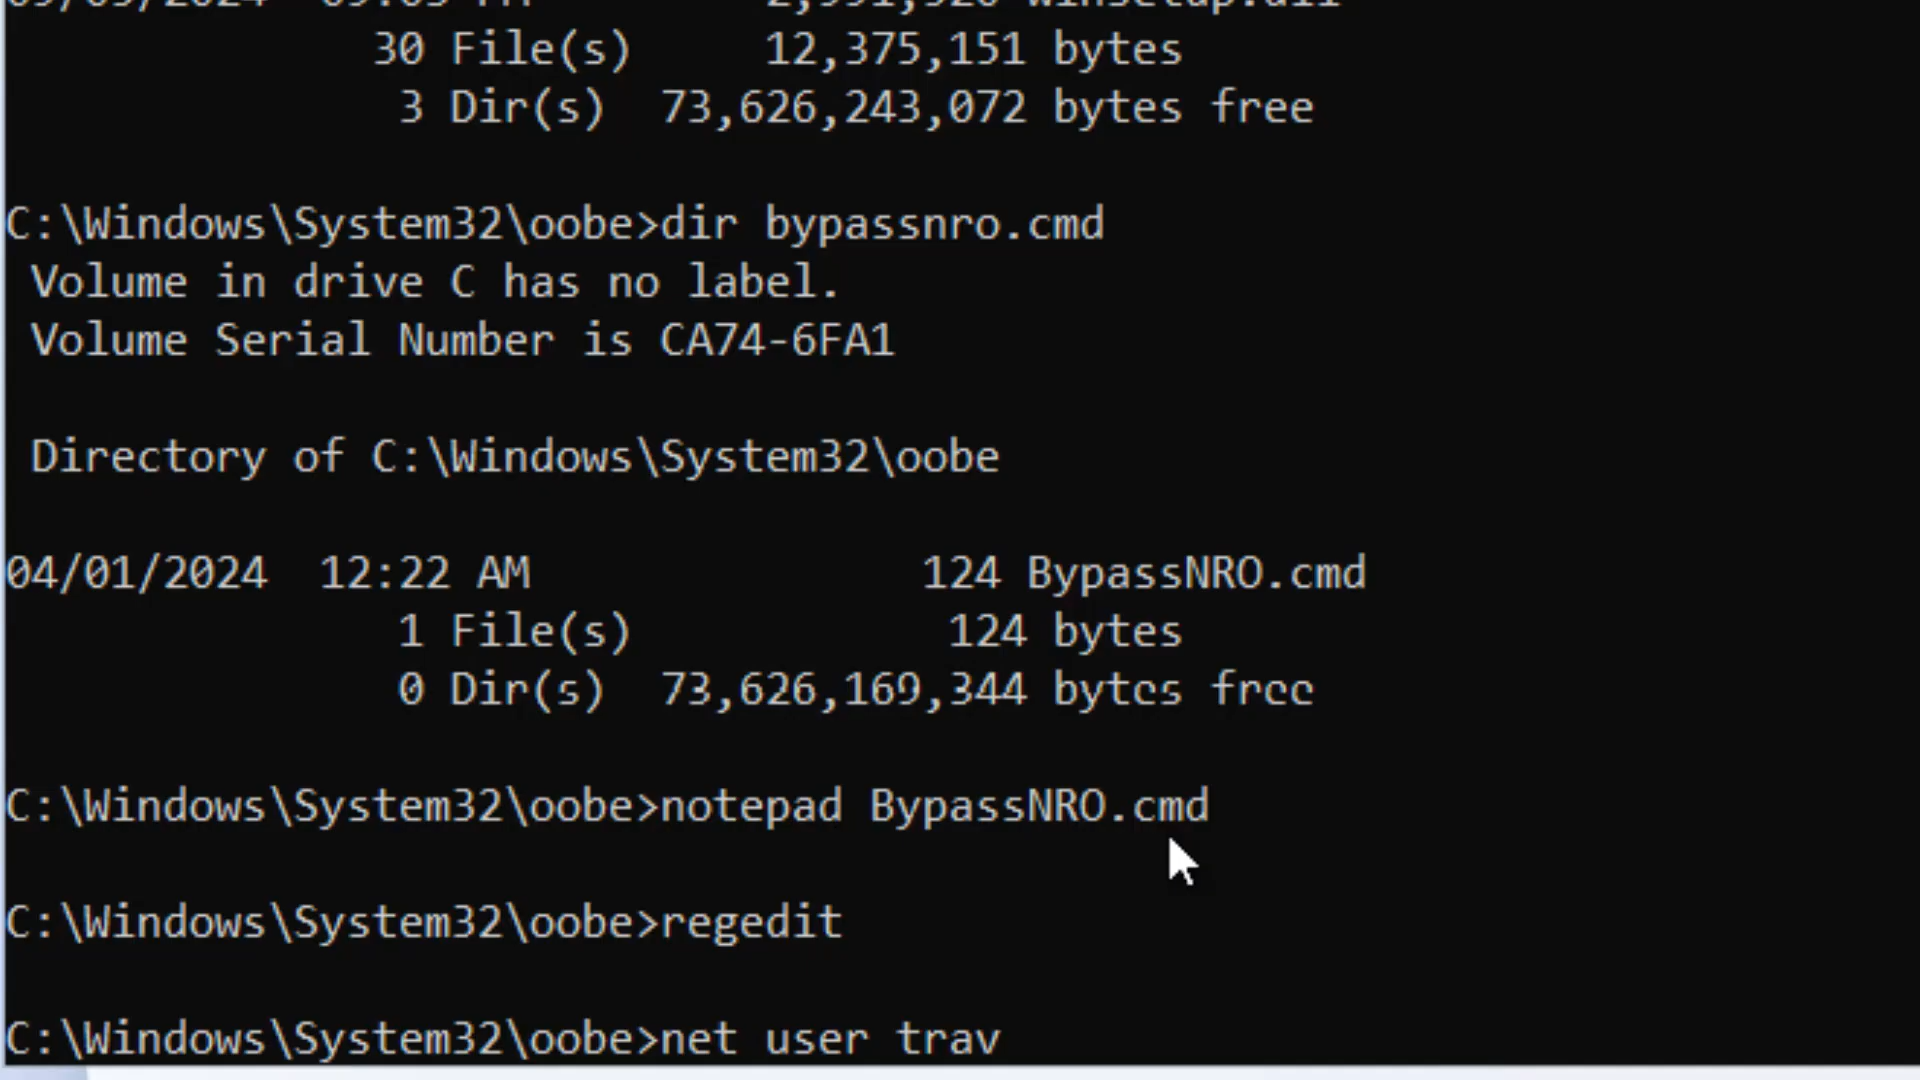 30 File(s) 12,375,151 bytes
3 Dir(s) 73,626,243,072 bytes free
C:\Windows\System32\oobe>dir bypassnro.cmd
Volume in drive C has no label.
Volume Serial Number is CA74-6FA1
Directory of C:\Windows\System32\oobe
04/01/2024 12:22 AM 124 BypassNRO.cmd
1 File(s) 124 bytes
0 Dir(s) 73,626,169,344 bytes free
C:\Windows\System32\oobe>notepad BypassNRO.cmd
C:\Windows\System32\oobe>regedit
C:\Windows\System32\oobe>net user trav